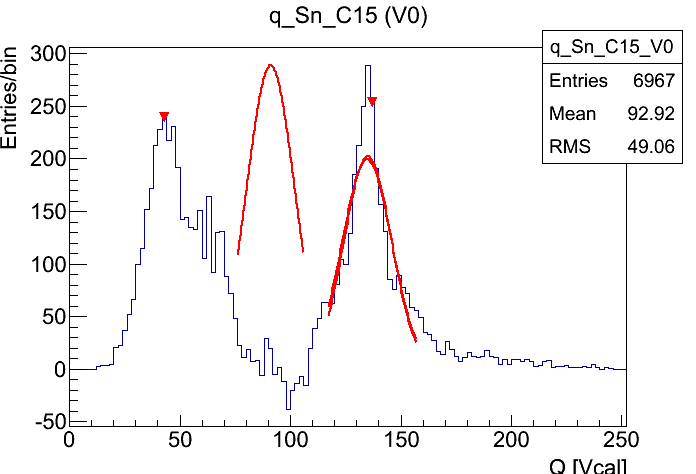 q_Sn_C15 (V0)
q_Sn_C15_V0
Entries 6967
Mean 92.92
RMS 49.06
Entries/bin
300
250
200
150
100
50
0
-50
0 50 100 150 200 250
Q [Vcal]